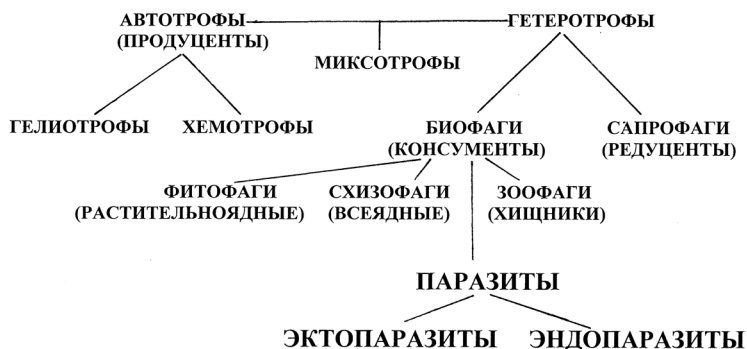 АВТОТРОФЫ ГЕТЕРОТРОФЫ
(ПРОДУЦЕНТЫ)
МИКСОТРОФЫ
ГЕЛИОТРОФЫ ХЕМОТРОФЫ БИОФАГИ САПРОФАГИ
(КОНСУМЕНТЫ) (РЕДУЦЕНТЫ)
ФИТОФАГИ СХИЗОФАГИ ЗООФАГИ
(РАСТИТЕЛЬНОЯДНЫЕ) (ВСЕЯДНЫЕ) (ХИЩНИКИ)
ПАРАЗИТЫ
ЭКТОПАРАЗИТЫ ЭНДОПАРАЗИТЫ